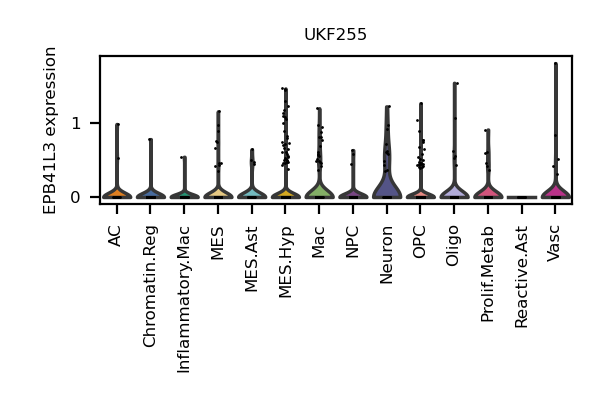 UKF255
EPB41L3 expression
1
0
AC
Chromatin.Reg
Inflammatory.Mac
MES
MES.Ast
MES.Hyp
Mac
NPC
Neuron
OPC
Oligo
Prolif.Metab
Reactive.Ast
Vasc